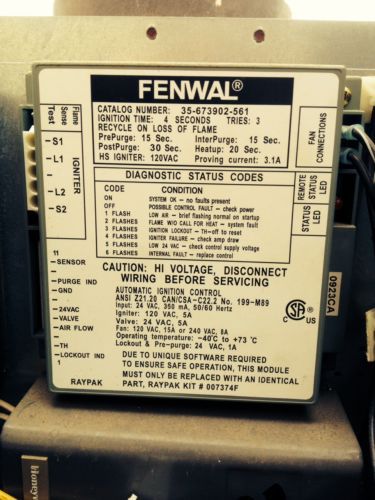 FENWAL®
CATALOG NUMBER: 35-673902-561
IGNITION TIME: 4 SECONDS TRIES: 3
RECYCLE ON LOSS OF FLAME
PrePurge: 15 Sec. InterPurge: 15 Sec.
PostPurge: 30 Sec. Heatup: 20 Sec.
HS IGNITER: 120VAC Proving current: 3.1A
DIAGNOSTIC STATUS CODES
CODE CONDITION
ON SYSTEM OK – no faults present
OFF POSSIBLE CONTROL FAULT – check power
1 FLASH LOW AIR – brief flashing normal on startup
2 FLASHES FLAME W/O CALL FOR HEAT – system fault
3 FLASHES IGNITION LOCKOUT – TH–off to reset
4 FLASHES IGNITER FAILURE – check amp draw
5 FLASHES LOW 24 VAC – check control supply voltage
6 FLASHES INTERNAL FAULT – replace control
CAUTION: HI VOLTAGE, DISCONNECT
WIRING BEFORE SERVICING
AUTOMATIC IGNITION CONTROL
ANSI Z21.20 CAN/CSA–C22.2 No. 199–M89
Input: 24 VAC, 350 mA, 50/60 Hertz
Igniter: 120 VAC, 5A
Valve: 24 VAC, 5A
Fan: 120 VAC, 15A or 240 VAC, 8A
Operating temperature: –40°C to +73 °C
Lockout & Pre–purge: 24 VAC, 1A
DUE TO UNIQUE SOFTWARE REQUIRED
TO ENSURE SAFE OPERATION, THIS MODULE
MUST ONLY BE REPLACED WITH AN IDENTICAL
PART, RAYPAK KIT # 007374F
Flame
Sense
Test
S1
L1
L2
S2
IGNITER
11
SENSOR
PURGE IND
GND
24VAC
VALVE
AIR FLOW
TH
LOCKOUT IND
1
RAYPAK
FAN
CONNECTIONS
REMOTE
STATUS
LED
STATUS
LED
0923CA
CSA
C US
Honeywell